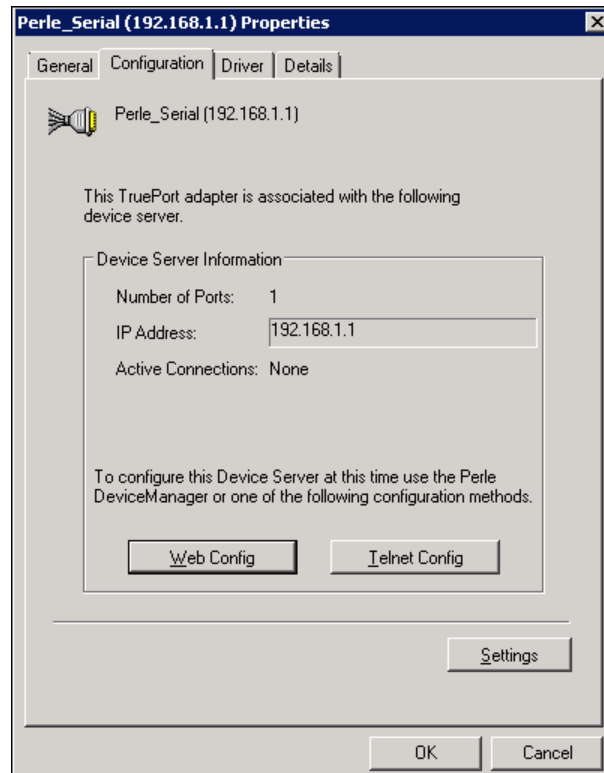 Perle_Serial (192.168.1.1) Properties
General Configuration Driver Details
Perle_Serial (192.168.1.1)
This TruePort adapter is associated with the following
device server.
Device Server Information
Number of Ports: 1
IP Address: 192.168.1.1
Active Connections: None
To configure this Device Server at this time use the Perle
DeviceManager or one of the following configuration methods.
Web Config Telnet Config
Settings
OK Cancel